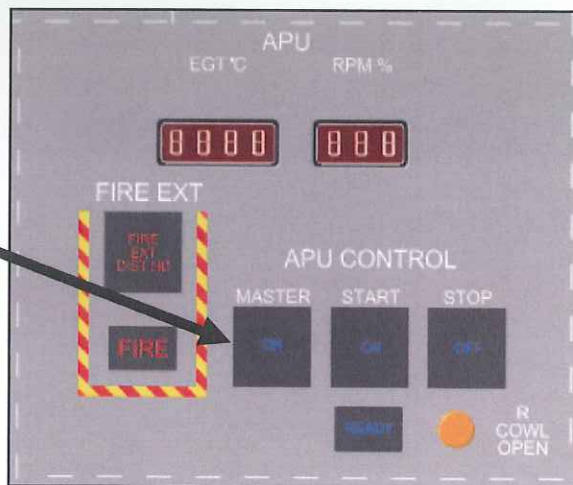 APU
EGT °C
RPM %
8888
888
FIRE EXT
FIRE
EXT
FIRE
APU CONTROL
MASTER
START
STOP
ON
ON
OFF
READY
R
COWL
OPEN